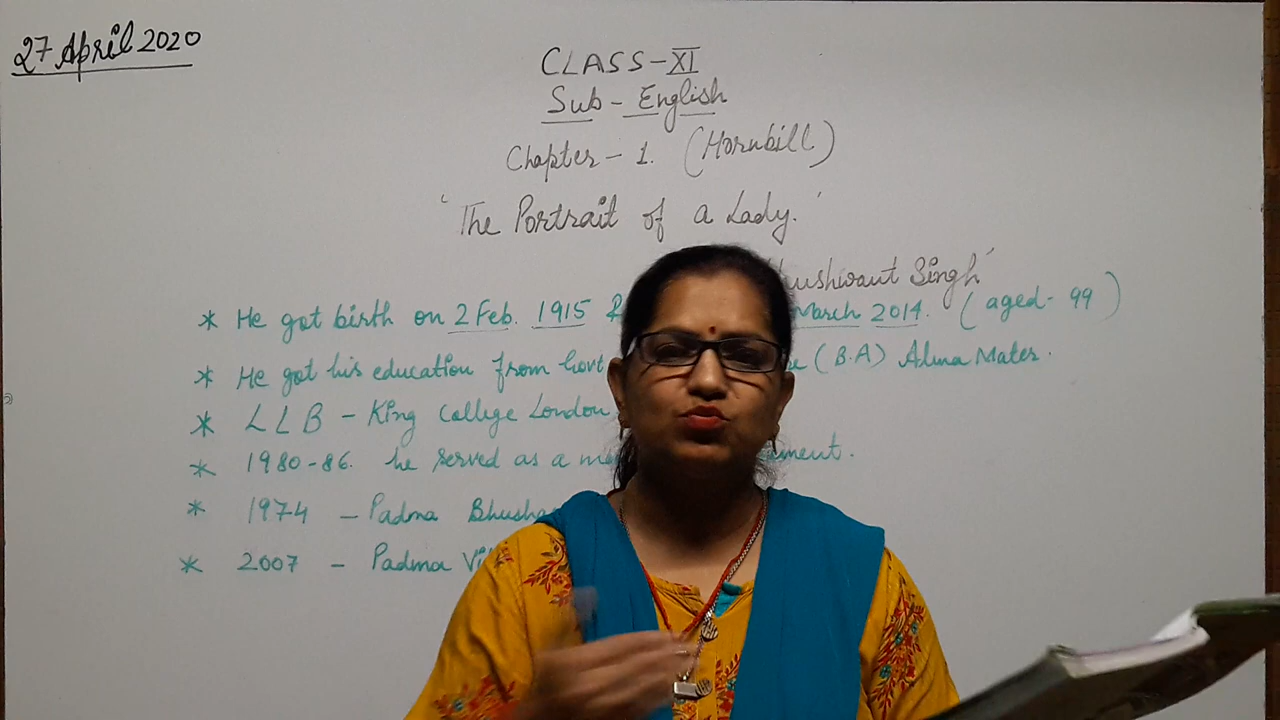 27 April 2020
CLASS-XI
Sub - English
Chapter - 1. (Hornbill)
'The Portrait of a Lady.'
Singh'
* He got birth on 2 Feb. 1915 March 2014. (aged- 99)
* He got his education from Govt (B.A) Alma Mater.
* LLB - King College London
* 1980-86. he served as a
* 1974 - Padma
* 2007 - Padma